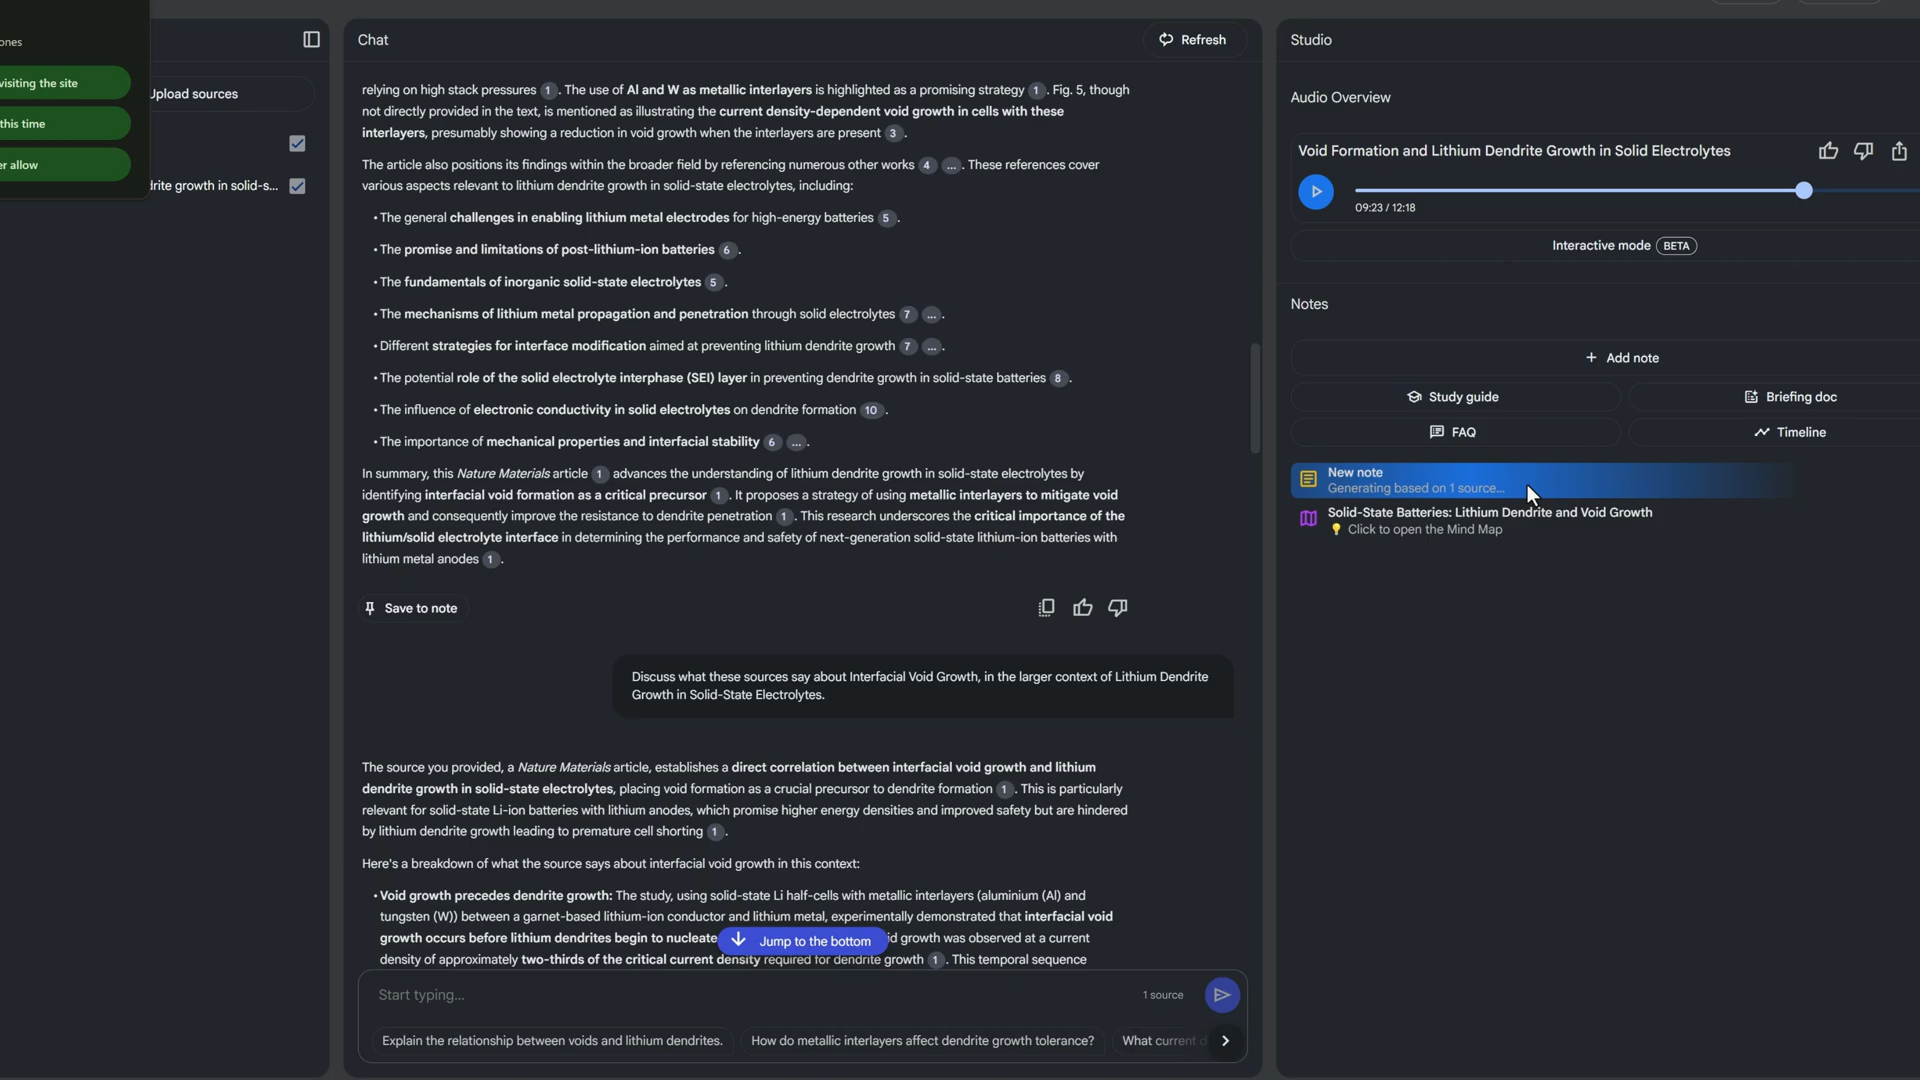 ones
visiting the site
this time
er allow
Upload sources
drite growth in solid-s...
Chat
Refresh
relying on high stack pressures 1. The use of Al and W as metallic interlayers is highlighted as a promising strategy 1. Fig. 5, though
not directly provided in the text, is mentioned as illustrating the current density-dependent void growth in cells with these
interlayers, presumably showing a reduction in void growth when the interlayers are present 3.
The article also positions its findings within the broader field by referencing numerous other works 4 .... These references cover
various aspects relevant to lithium dendrite growth in solid-state electrolytes, including:
• The general challenges in enabling lithium metal electrodes for high-energy batteries 5.
• The promise and limitations of post-lithium-ion batteries 6.
• The fundamentals of inorganic solid-state electrolytes 5.
• The mechanisms of lithium metal propagation and penetration through solid electrolytes 7 ....
• Different strategies for interface modification aimed at preventing lithium dendrite growth 7 ....
• The potential role of the solid electrolyte interphase (SEI) layer in preventing dendrite growth in solid-state batteries 8.
• The influence of electronic conductivity in solid electrolytes on dendrite formation 10.
• The importance of mechanical properties and interfacial stability 6 ....
In summary, this Nature Materials article 1 advances the understanding of lithium dendrite growth in solid-state electrolytes by
identifying interfacial void formation as a critical precursor 1. It proposes a strategy of using metallic interlayers to mitigate void
growth and consequently improve the resistance to dendrite penetration 1. This research underscores the critical importance of the
lithium/solid electrolyte interface in determining the performance and safety of next-generation solid-state lithium-ion batteries with
lithium metal anodes 1.
Save to note
Discuss what these sources say about Interfacial Void Growth, in the larger context of Lithium Dendrite
Growth in Solid-State Electrolytes.
The source you provided, a Nature Materials article, establishes a direct correlation between interfacial void growth and lithium
dendrite growth in solid-state electrolytes, placing void formation as a crucial precursor to dendrite formation 1. This is particularly
relevant for solid-state Li-ion batteries with lithium anodes, which promise higher energy densities and improved safety but are hindered
by lithium dendrite growth leading to premature cell shorting 1.
Here's a breakdown of what the source says about interfacial void growth in this context:
• Void growth precedes dendrite growth: The study, using solid-state Li half-cells with metallic interlayers (aluminium (Al) and
tungsten (W)) between a garnet-based lithium-ion conductor and lithium metal, experimentally demonstrated that interfacial void
growth occurs before lithium dendrites begin to nucleate
Jump to the bottom
id growth was observed at a current
density of approximately two-thirds of the critical current density required for dendrite growth 1. This temporal sequence
Start typing...
1 source
Explain the relationship between voids and lithium dendrites.
How do metallic interlayers affect dendrite growth tolerance?
What current d
Studio
Audio Overview
Void Formation and Lithium Dendrite Growth in Solid Electrolytes
09:23 / 12:18
Interactive mode BETA
Notes
+ Add note
Study guide
Briefing doc
FAQ
Timeline
New note
Generating based on 1 source...
Solid-State Batteries: Lithium Dendrite and Void Growth
💡 Click to open the Mind Map